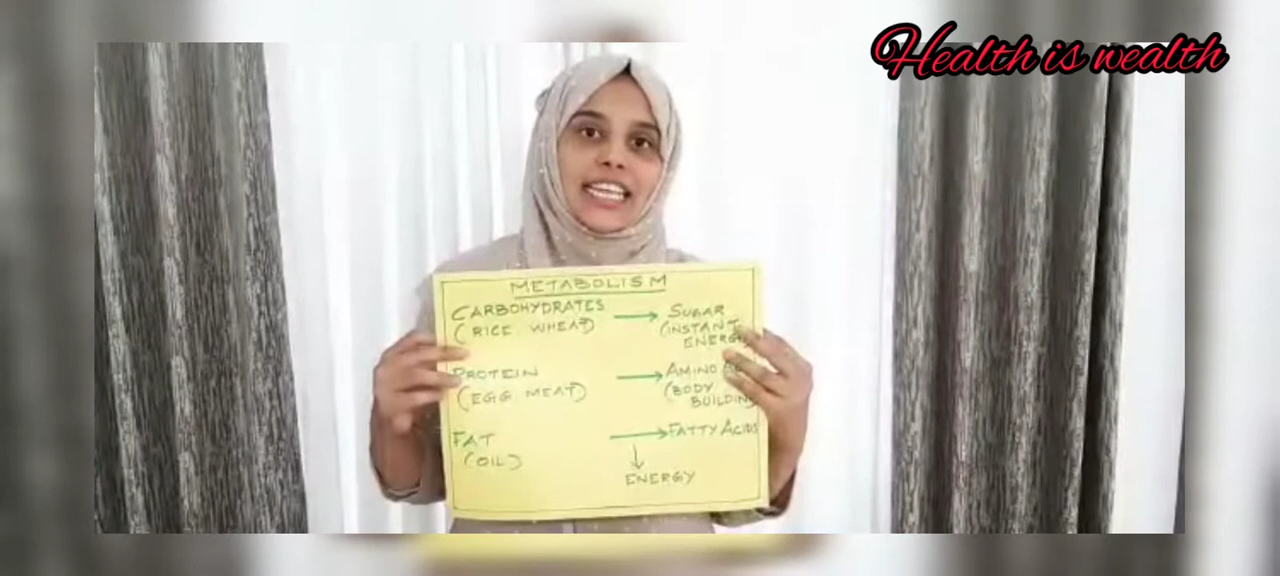 Health is wealth
METABOLISM
CARBOHYDRATES → SUGAR
(RICE WHEAT) (INSTANT
ENERGY
PROTEIN → AMINO
(EGG MEAT) (BODY
BUILDING
FAT → FATTY ACIDS
(OIL) ↓
ENERGY